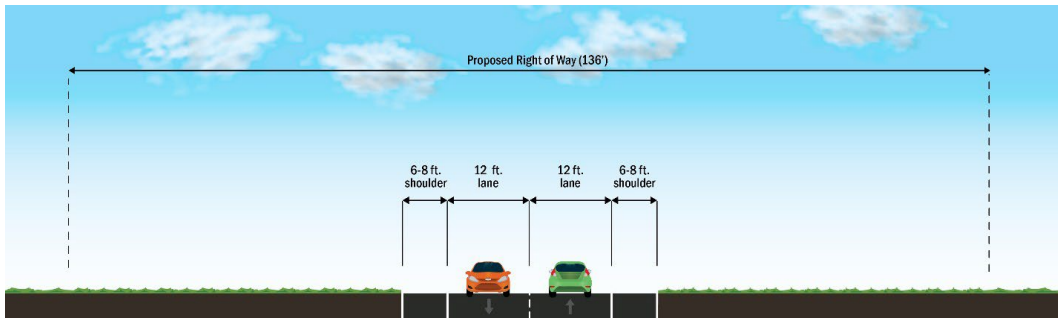 Proposed Right of Way (136')
6-8 ft.
shoulder
12 ft.
lane
12 ft.
lane
6-8 ft.
shoulder